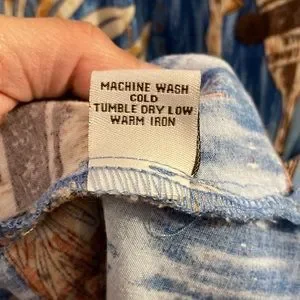 MACHINE WASH
COLD
TUMBLE DRY LOW
WARM IRON